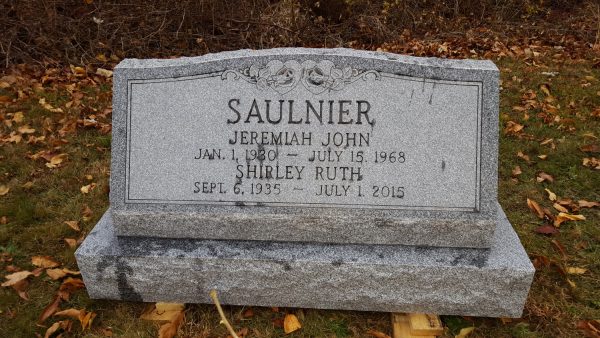 SAULNIER
JEREMIAH JOHN
JAN. 1, 1930 — JULY 15, 1968
SHIRLEY RUTH
SEPT. 6, 1935 — JULY 1, 2015